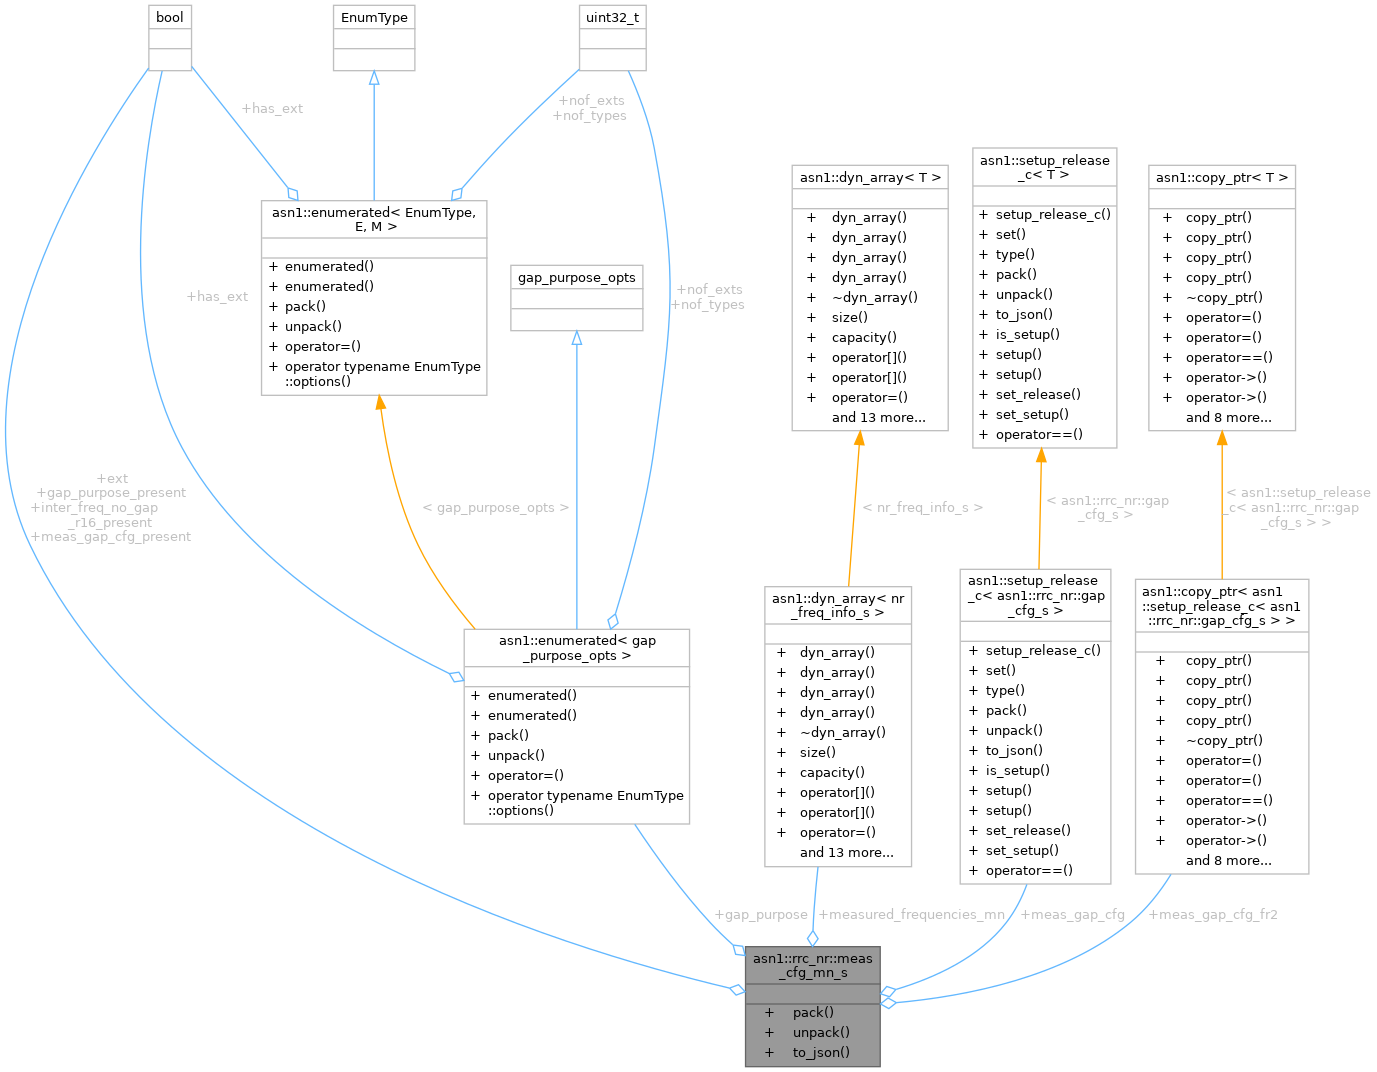 bool
EnumType
uint32_t
+has_ext
+nof_exts
+nof_types
asn1::enumerated< EnumType,
E, M >
+ enumerated()
+ enumerated()
+ pack()
+ unpack()
+ operator=()
+ operator typename EnumType
::options()
+has_ext
gap_purpose_opts
+nof_exts
+nof_types
asn1::dyn_array< T >
+ dyn_array()
+ dyn_array()
+ dyn_array()
+ dyn_array()
+ ~dyn_array()
+ size()
+ capacity()
+ operator[]()
+ operator[]()
+ operator=()
and 13 more...
asn1::setup_release
_c< T >
+ setup_release_c()
+ set()
+ type()
+ pack()
+ unpack()
+ to_json()
+ is_setup()
+ setup()
+ setup()
+ set_release()
+ set_setup()
+ operator==()
asn1::copy_ptr< T >
+ copy_ptr()
+ copy_ptr()
+ copy_ptr()
+ copy_ptr()
+ ~copy_ptr()
+ operator=()
+ operator=()
+ operator==()
+ operator->()
+ operator->()
and 8 more...
+ext
+gap_purpose_present
+inter_freq_no_gap
_r16_present
+meas_gap_cfg_present
< gap_purpose_opts >
< nr_freq_info_s >
< asn1::rrc_nr::gap
_cfg_s >
< asn1::setup_release
_c< asn1::rrc_nr::gap
_cfg_s > >
asn1::enumerated< gap
_purpose_opts >
+ enumerated()
+ enumerated()
+ pack()
+ unpack()
+ operator=()
+ operator typename EnumType
::options()
asn1::dyn_array< nr
_freq_info_s >
+ dyn_array()
+ dyn_array()
+ dyn_array()
+ dyn_array()
+ ~dyn_array()
+ size()
+ capacity()
+ operator[]()
+ operator[]()
+ operator=()
and 13 more...
asn1::setup_release
_c< asn1::rrc_nr::gap
_cfg_s >
+ setup_release_c()
+ set()
+ type()
+ pack()
+ unpack()
+ to_json()
+ is_setup()
+ setup()
+ setup()
+ set_release()
+ set_setup()
+ operator==()
asn1::copy_ptr< asn1
::setup_release_c< asn1
::rrc_nr::gap_cfg_s > >
+ copy_ptr()
+ copy_ptr()
+ copy_ptr()
+ copy_ptr()
+ ~copy_ptr()
+ operator=()
+ operator=()
+ operator==()
+ operator->()
+ operator->()
and 8 more...
+gap_purpose
+measured_frequencies_mn
+meas_gap_cfg
+meas_gap_cfg_fr2
asn1::rrc_nr::meas
_cfg_mn_s
+ pack()
+ unpack()
+ to_json()